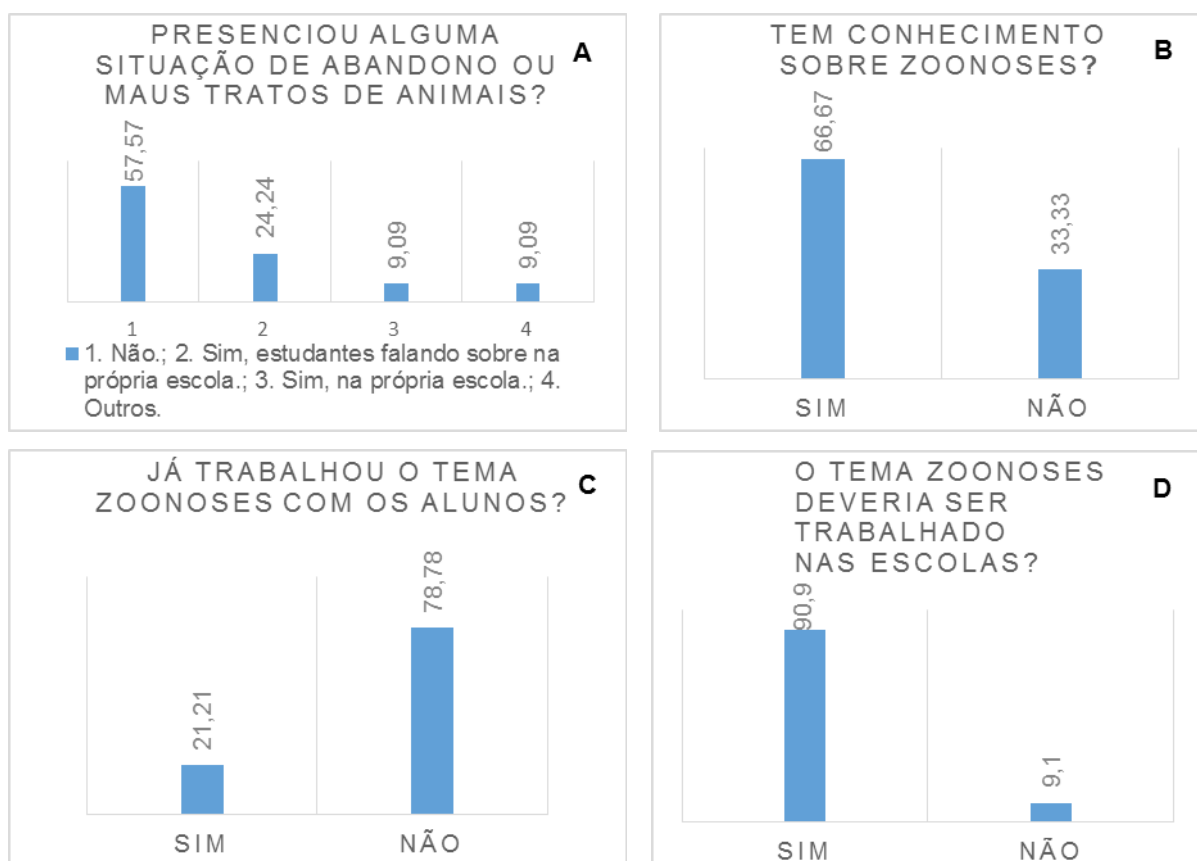 PRESENCIOU ALGUMA
SITUAÇÃO DE ABANDONO OU
MAUS TRATOS DE ANIMAIS?
A
57,57
24,24
9,09
9,09
1
2
3
4
1. Não.; 2. Sim, estudantes falando sobre na
própria escola.; 3. Sim, na própria escola.; 4.
Outros.
TEM CONHECIMENTO
SOBRE ZOONOSES?
B
66,67
33,33
SIM
NÃO
JÁ TRABALHOU O TEMA
ZOONOSES COM OS ALUNOS?
C
21,21
78,78
SIM
NÃO
O TEMA ZOONOSES
DEVERIA SER
TRABALHADO
NAS ESCOLAS?
D
90,9
9,1
SIM
NÃO